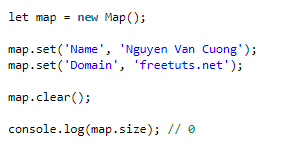 let map = new Map();
map.set('Name', 'Nguyen Van Cuong');
map.set('Domain', 'freetuts.net');
map.clear();
console.log(map.size); // 0